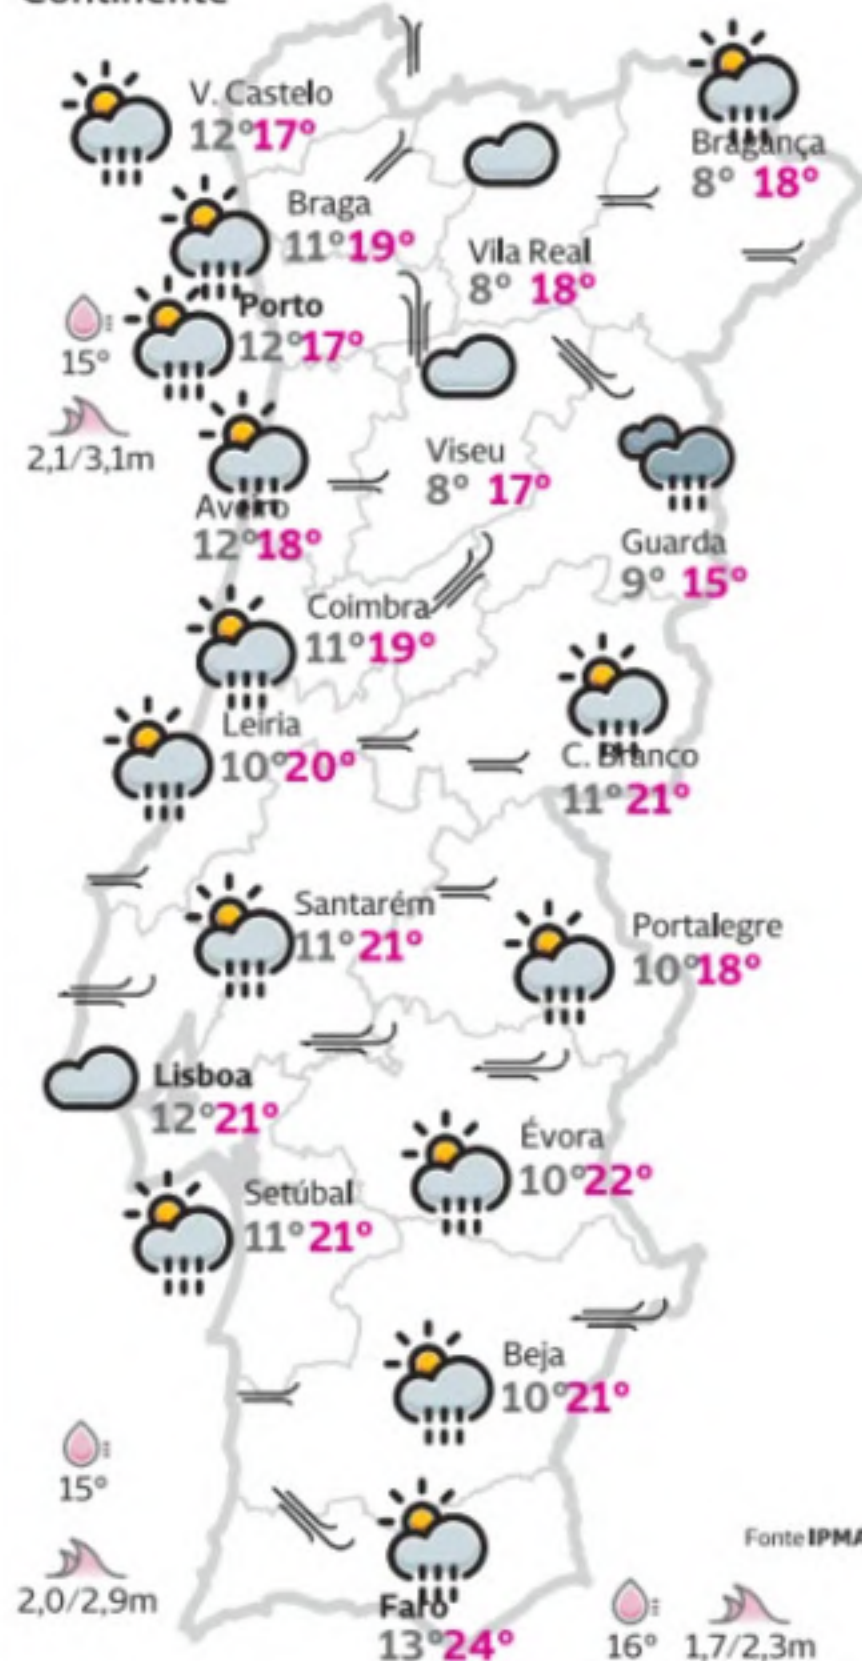 Continente
V. Castelo
12° 17°
Bragança
8° 18°
Braga
11° 19°
Vila Real
8° 18°
Porto
12° 17°
15°
2,1/3,1m
Viseu
8° 17°
Aveiro
12° 18°
Guarda
9° 15°
Coimbra
11° 19°
Leiria
10° 20°
C. Branco
11° 21°
Santarém
11° 21°
Portalegre
10° 18°
Lisboa
12° 21°
Évora
10° 22°
Setúbal
11° 21°
Beja
10° 21°
15°
2,0/2,9m
Fonte IPMA
Faro
13° 24°
16° 1,7/2,3m